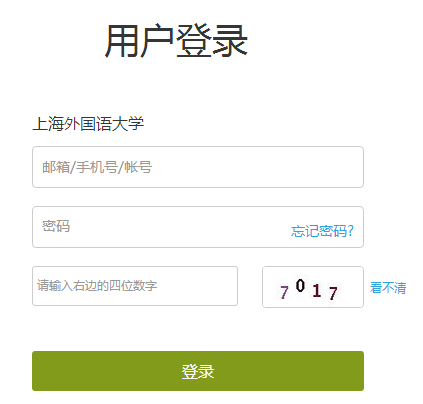 用户登录
上海外国语大学
邮箱/手机号/帐号
密码
忘记密码?
请输入右边的四位数字
7017
看不清
登录